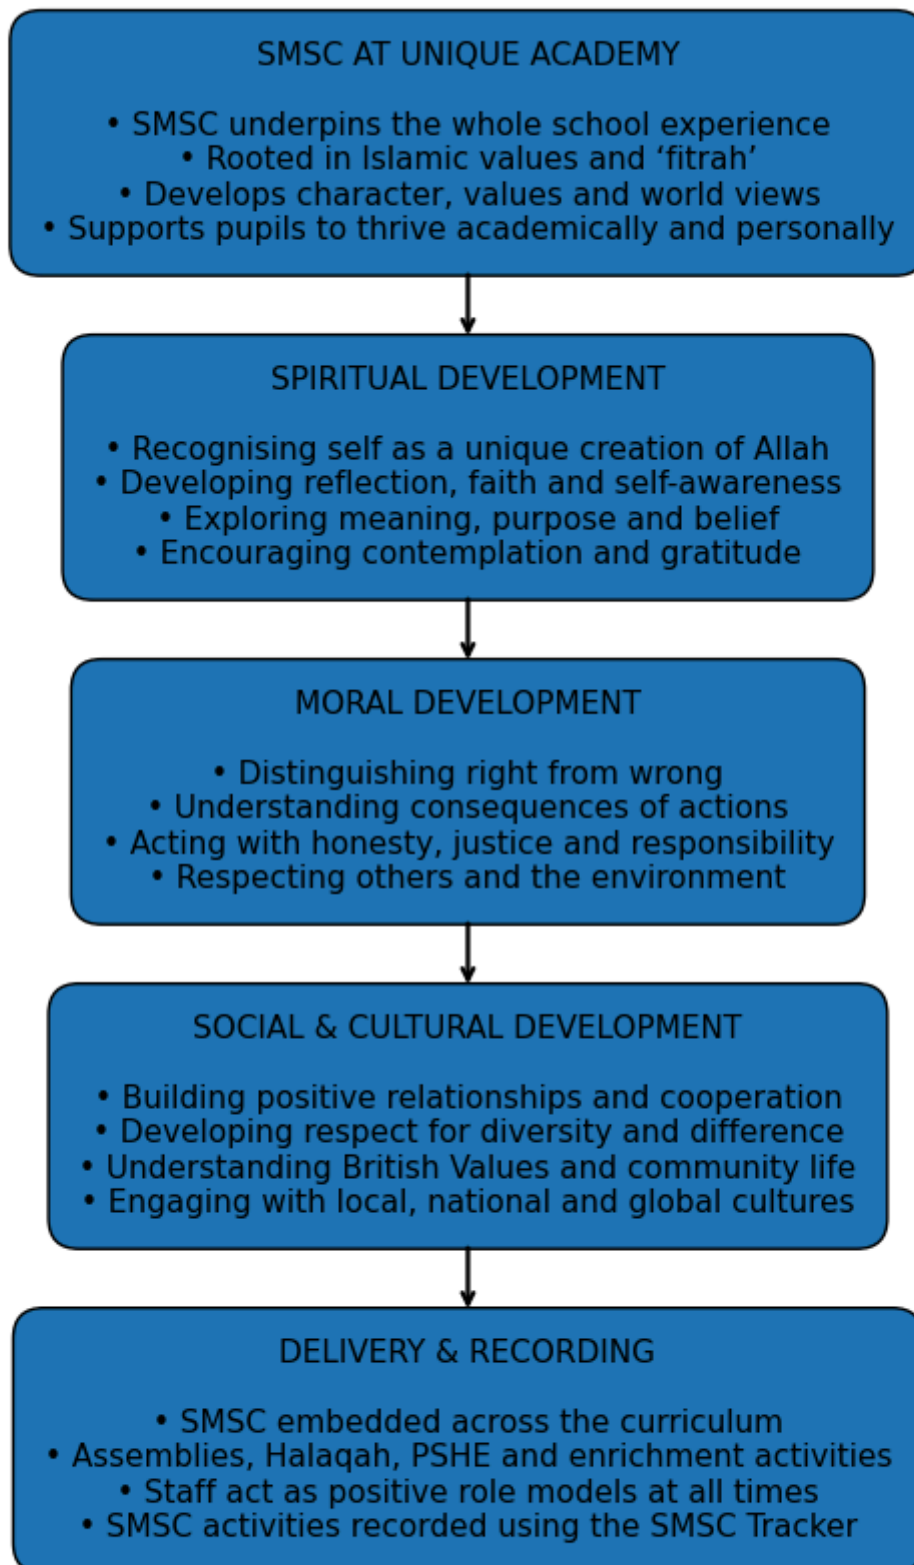 SMSC AT UNIQUE ACADEMY
• SMSC underpins the whole school experience
• Rooted in Islamic values and ‘fitrah’
• Develops character, values and world views
• Supports pupils to thrive academically and personally
SPIRITUAL DEVELOPMENT
• Recognising self as a unique creation of Allah
• Developing reflection, faith and self-awareness
• Exploring meaning, purpose and belief
• Encouraging contemplation and gratitude
MORAL DEVELOPMENT
• Distinguishing right from wrong
• Understanding consequences of actions
• Acting with honesty, justice and responsibility
• Respecting others and the environment
SOCIAL & CULTURAL DEVELOPMENT
• Building positive relationships and cooperation
• Developing respect for diversity and difference
• Understanding British Values and community life
• Engaging with local, national and global cultures
DELIVERY & RECORDING
• SMSC embedded across the curriculum
• Assemblies, Halaqah, PSHE and enrichment activities
• Staff act as positive role models at all times
• SMSC activities recorded using the SMSC Tracker